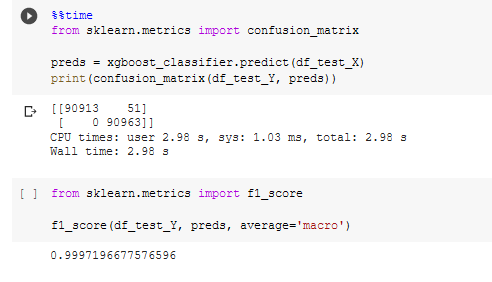 %%time
from sklearn.metrics import confusion_matrix
preds = xgboost_classifier.predict(df_test_X)
print(confusion_matrix(df_test_Y, preds))
[[90913    51]
 [    0 90963]]
CPU times: user 2.98 s, sys: 1.03 ms, total: 2.98 s
Wall time: 2.98 s
[ ] from sklearn.metrics import f1_score
f1_score(df_test_Y, preds, average='macro')
0.9997196677576596